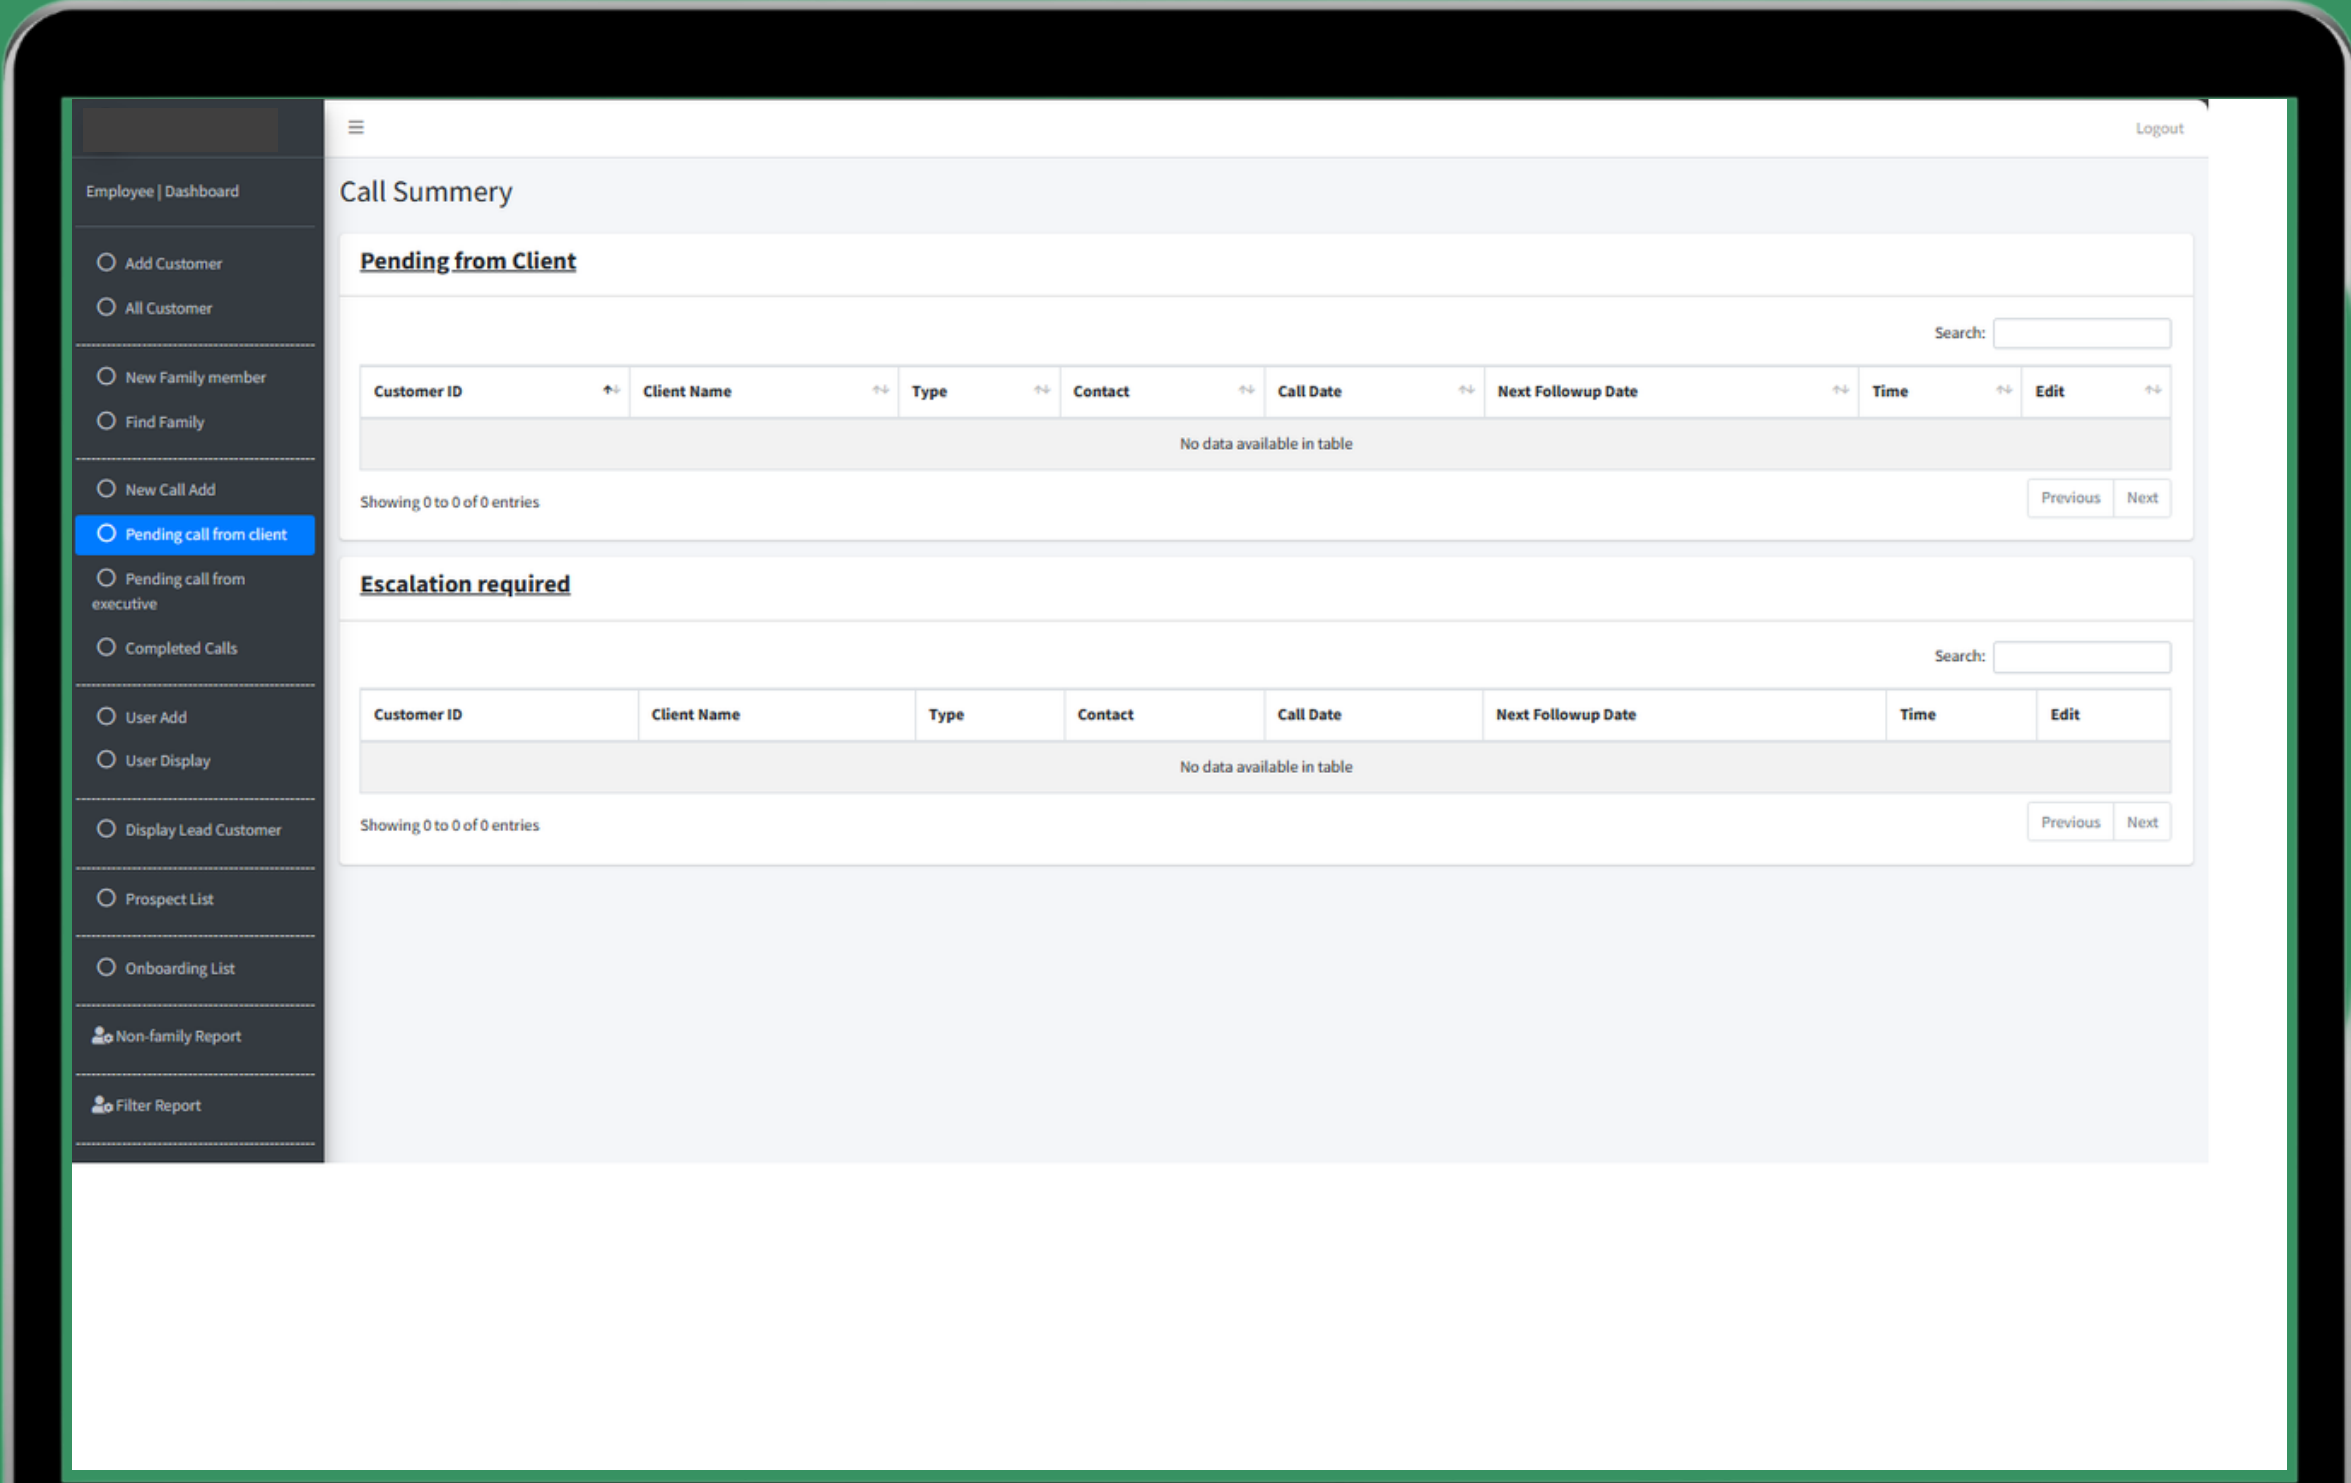 Logout
Employee | Dashboard
Add Customer
All Customer
New Family member
Find Family
New Call Add
Pending call from client
Pending call from
executive
Completed Calls
User Add
User Display
Display Lead Customer
Prospect List
Onboarding List
Non-family Report
Filter Report
Call Summery
Pending from Client
Search:
Customer ID Client Name Type Contact Call Date Next Followup Date Time Edit
No data available in table
Showing 0 to 0 of 0 entries
Previous Next
Escalation required
Search:
Customer ID Client Name Type Contact Call Date Next Followup Date Time Edit
No data available in table
Showing 0 to 0 of 0 entries
Previous Next